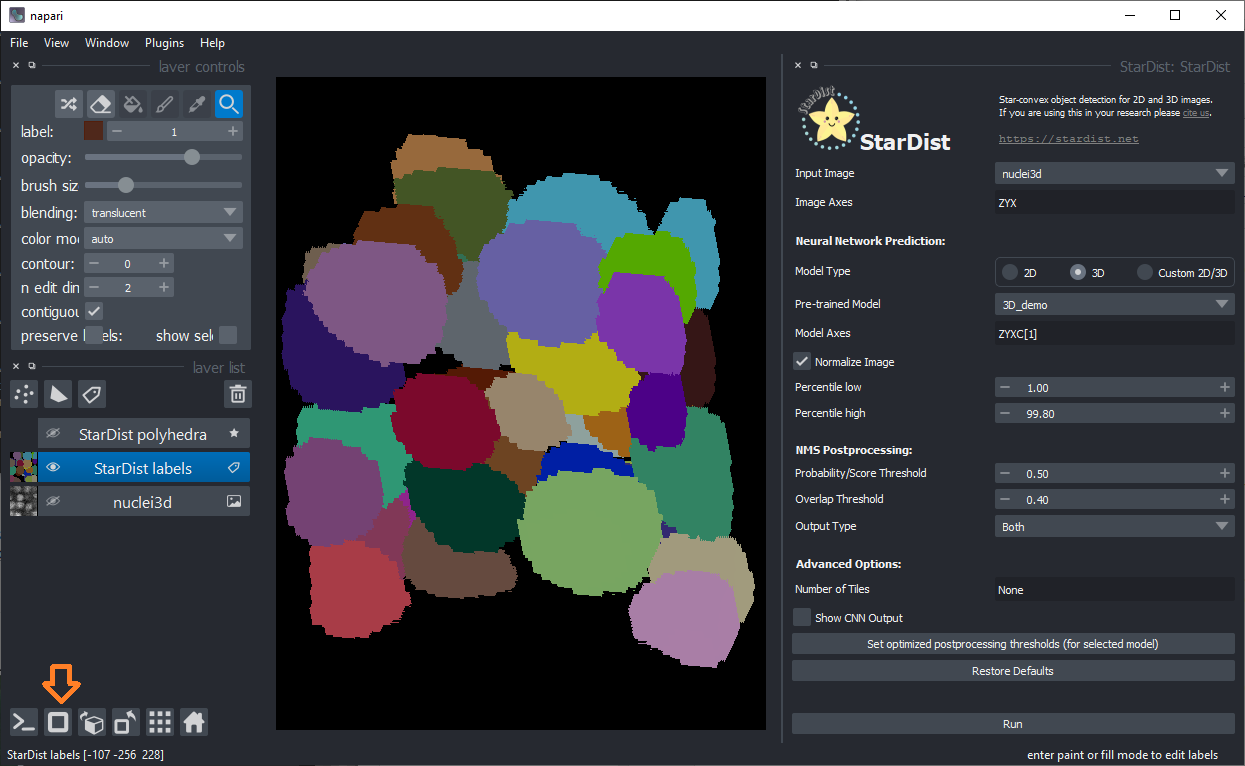 napari
File View Window Plugins Help
layer controls
label: 1
opacity:
brush siz
blending: translucent
color mo auto
contour: 0
n edit din 2
contiguou
preserve l bels: show sel
layer list
StarDist polyhedra
StarDist labels
nuclei3d
StarDist labels [-107 -256 228]
StarDist: StarDist
StarDist
StarDist
Star-convex object detection for 2D and 3D images.
If you are using this in your research please cite us.
https://stardist.net
Input Image nuclei3d
Image Axes ZYX
Neural Network Prediction:
Model Type 2D 3D Custom 2D/3D
Pre-trained Model 3D_demo
Model Axes ZYXC[1]
Normalize Image
Percentile low 1.00
Percentile high 99.80
NMS Postprocessing:
Probability/Score Threshold 0.50
Overlap Threshold 0.40
Output Type Both
Advanced Options:
Number of Tiles None
Show CNN Output
Set optimized postprocessing thresholds (for selected model)
Restore Defaults
Run
enter paint or fill mode to edit labels